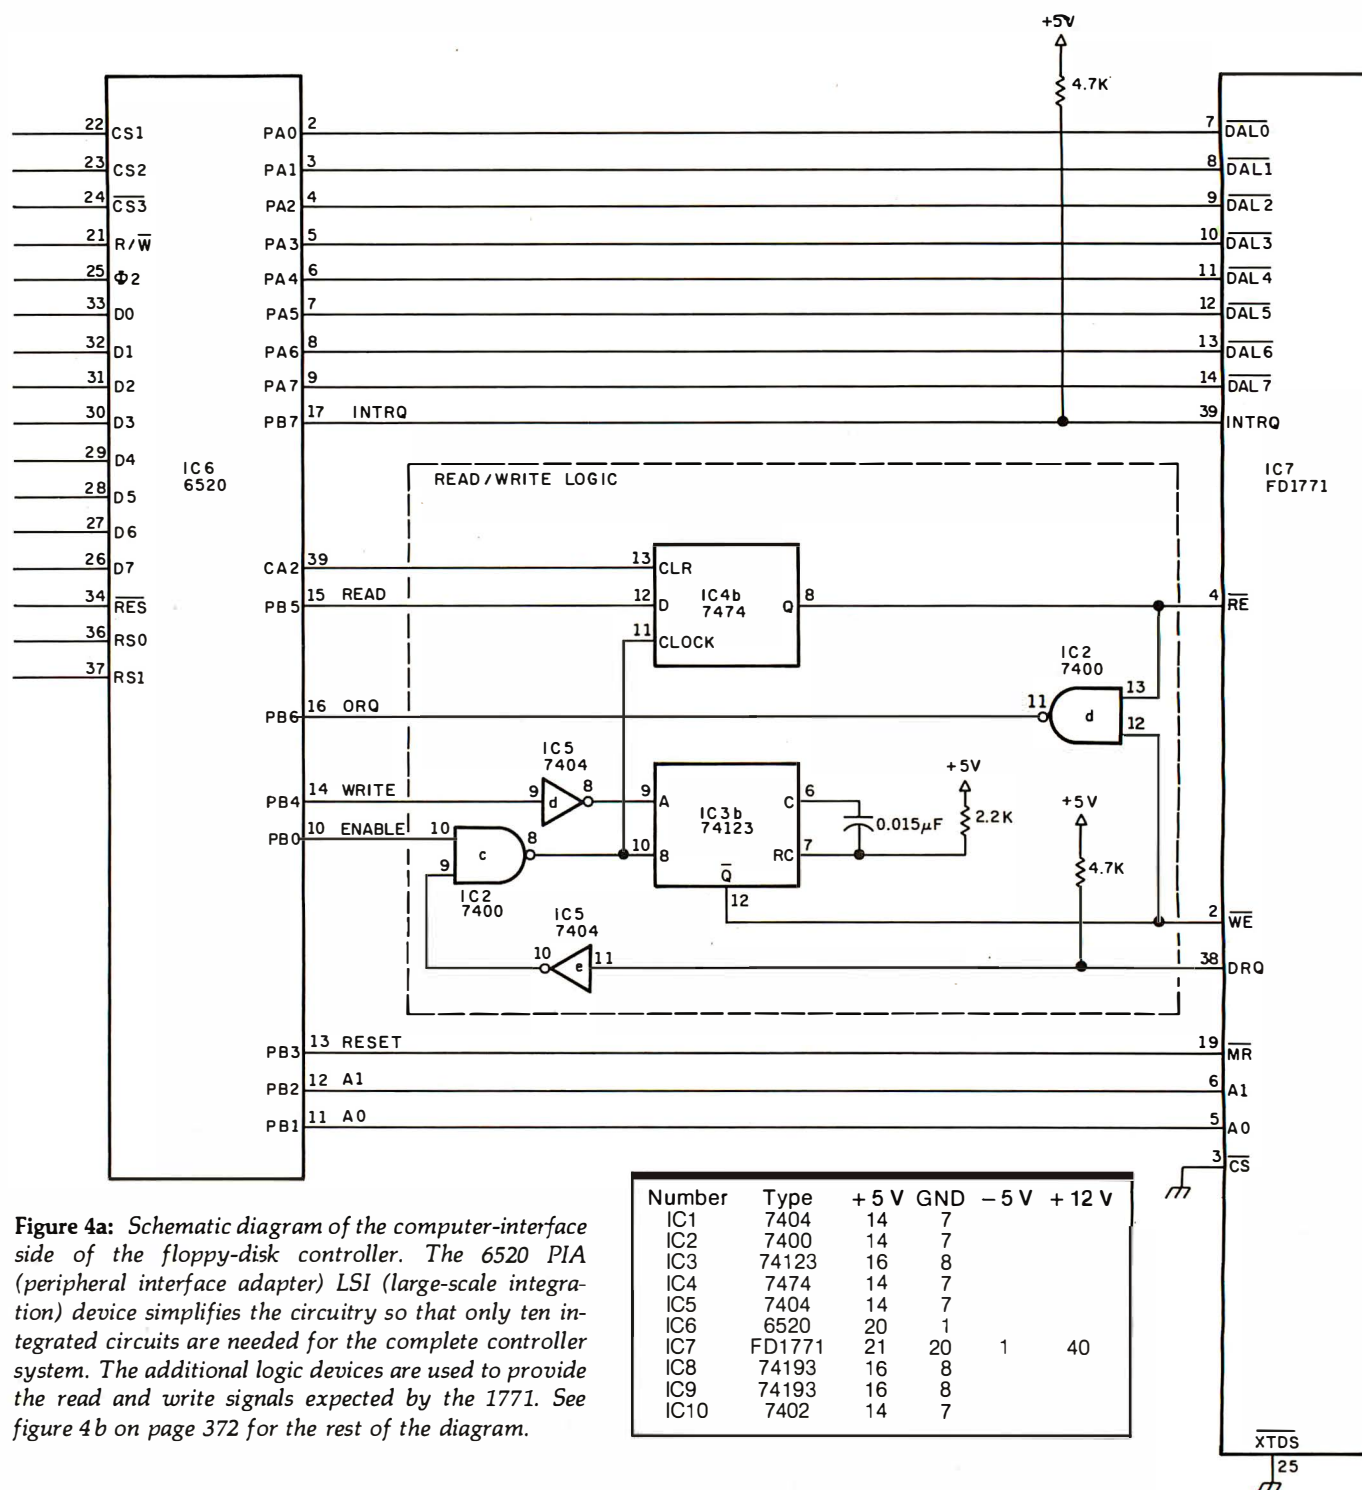 +5V
4.7K
22 CS1 PA0 2 7 DAL0
23 CS2 PA1 3 8 DAL1
24 CS3 PA2 4 9 DAL2
21 R/W PA3 5 10 DAL3
25 Φ2 PA4 6 11 DAL4
33 D0 PA5 7 12 DAL5
32 D1 PA6 8 13 DAL6
31 D2 PA7 9 14 DAL7
30 D3 PB7 17 INTRQ 39 INTRQ
29 D4 IC6 IC7
28 D5 6520 READ/WRITE LOGIC FD1771
27 D6
26 D7 CA2 39 13 CLR
34 RES PB5 15 READ 12 D IC4b Q 8 4 RE
7474
36 RS0 11 CLOCK
37 RS1
IC2
7400
13
PB6 16 ORQ 11 d
12
IC5
7404
+5V
PB4 14 WRITE 9 d 8 9 A C 6
IC3b
74123
0.015µF
2.2K
+5V
PB0 10 ENABLE 10 c 8 10 8 RC 7
9
4.7K
IC2
7400
Q
12
IC5
7404
2 WE
10 e 11 38 DRQ
PB3 13 RESET 19 MR
PB2 12 A1 6 A1
PB1 11 A0 5 A0
3 CS
Number Type +5 V GND −5 V +12 V
IC1 7404 14 7
IC2 7400 14 7
IC3 74123 16 8
IC4 7474 14 7
IC5 7404 14 7
IC6 6520 20 1
IC7 FD1771 21 20 1 40
IC8 74193 16 8
IC9 74193 16 8
IC10 7402 14 7
Figure 4a: Schematic diagram of the computer-interface
side of the floppy-disk controller. The 6520 PIA
(peripheral interface adapter) LSI (large-scale integra-
tion) device simplifies the circuitry so that only ten in-
tegrated circuits are needed for the complete controller
system. The additional logic devices are used to provide
the read and write signals expected by the 1771. See
figure 4b on page 372 for the rest of the diagram.
XTDS
25